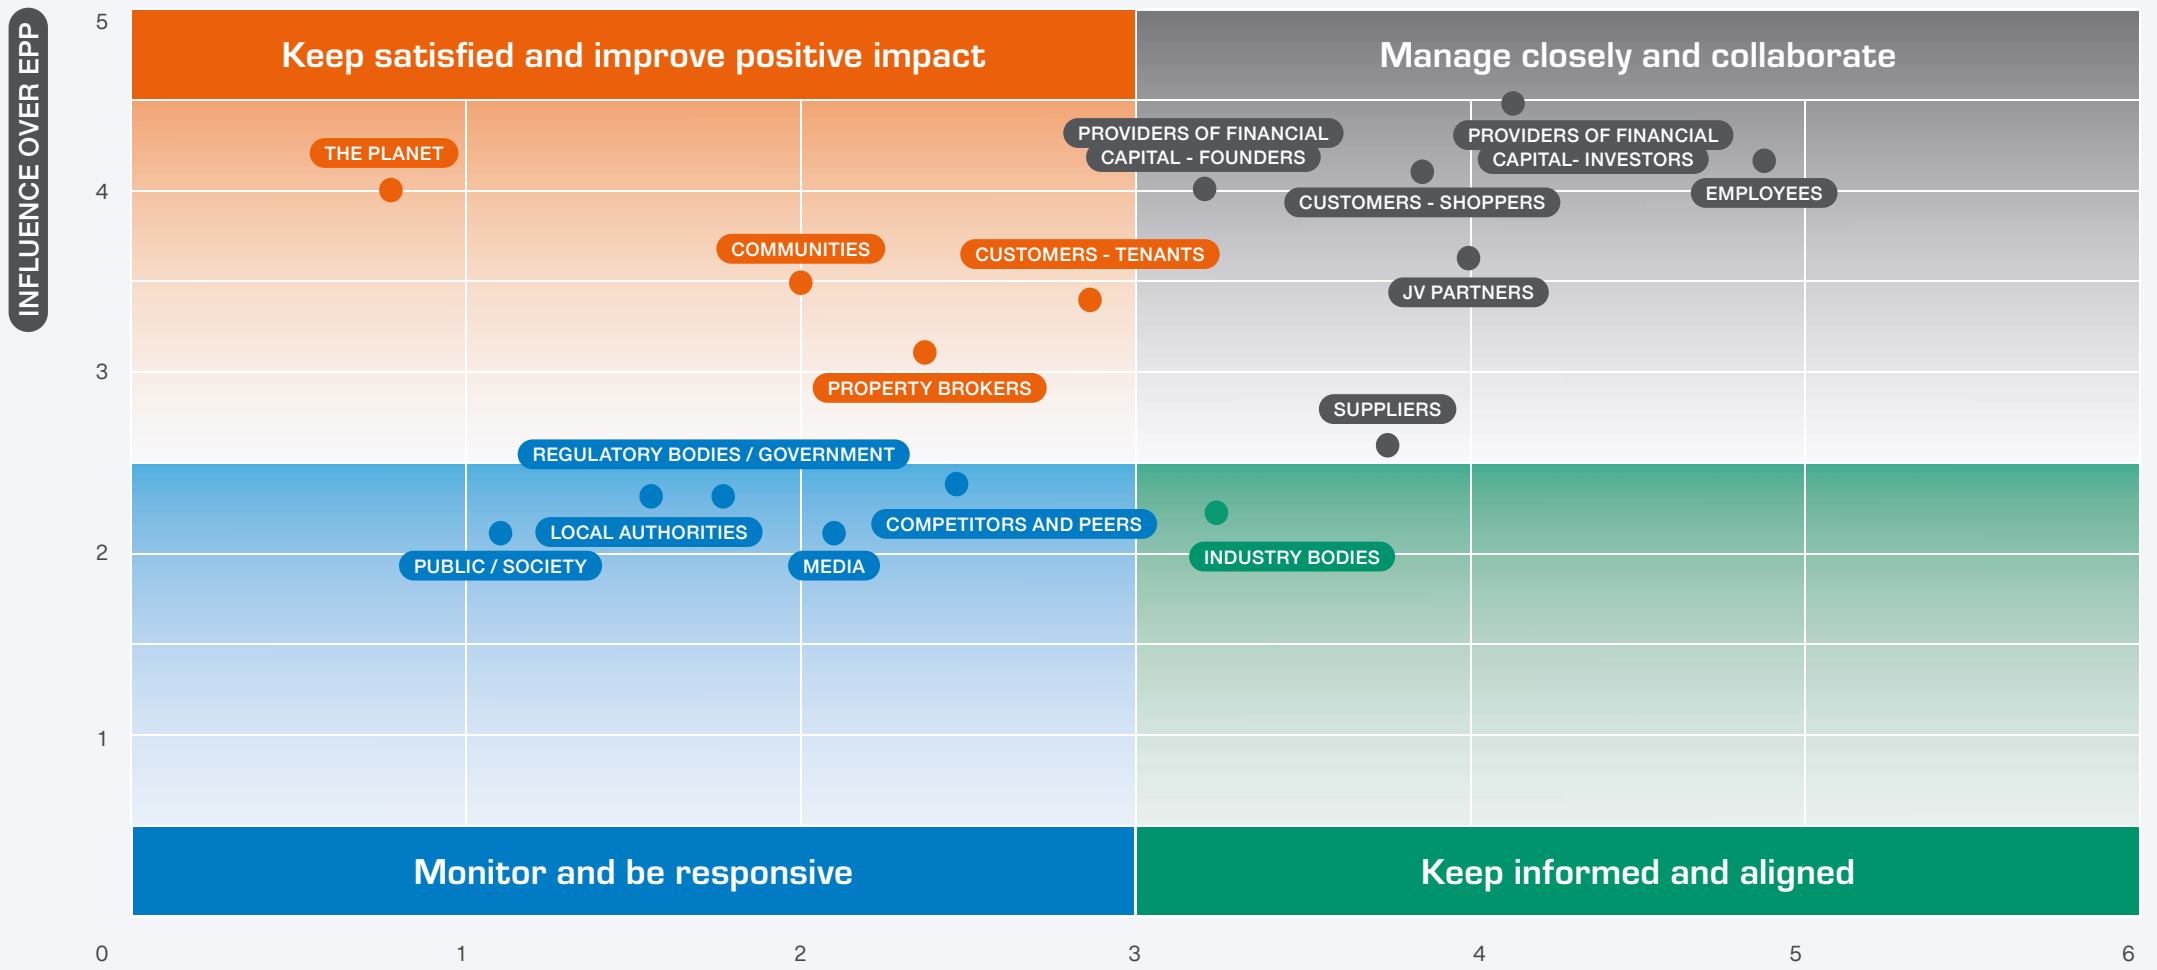 INFLUENCE OVER EPP
5
Keep satisfied and improve positive impact
Manage closely and collaborate
PROVIDERS OF FINANCIAL
CAPITAL - FOUNDERS
PROVIDERS OF FINANCIAL
CAPITAL- INVESTORS
THE PLANET
4
EMPLOYEES
CUSTOMERS - SHOPPERS
COMMUNITIES
CUSTOMERS - TENANTS
JV PARTNERS
3
PROPERTY BROKERS
SUPPLIERS
REGULATORY BODIES / GOVERNMENT
COMPETITORS AND PEERS
LOCAL AUTHORITIES
2
INDUSTRY BODIES
PUBLIC / SOCIETY
MEDIA
1
Monitor and be responsive
Keep informed and aligned
0
1
2
3
4
5
6